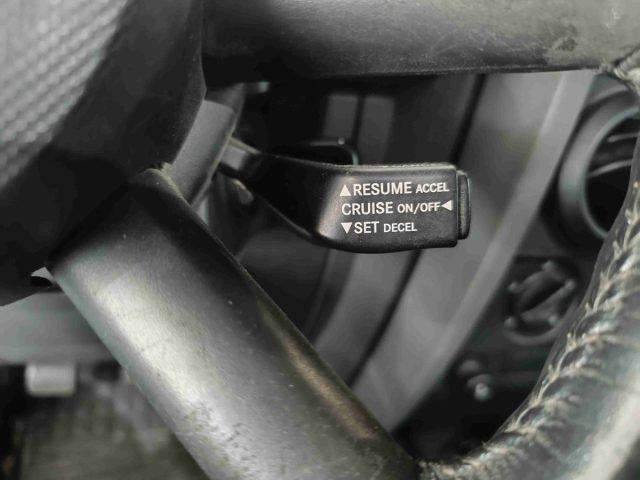 ▲RESUME ACCEL
CRUISE ON/OFF◄
▼SET DECEL